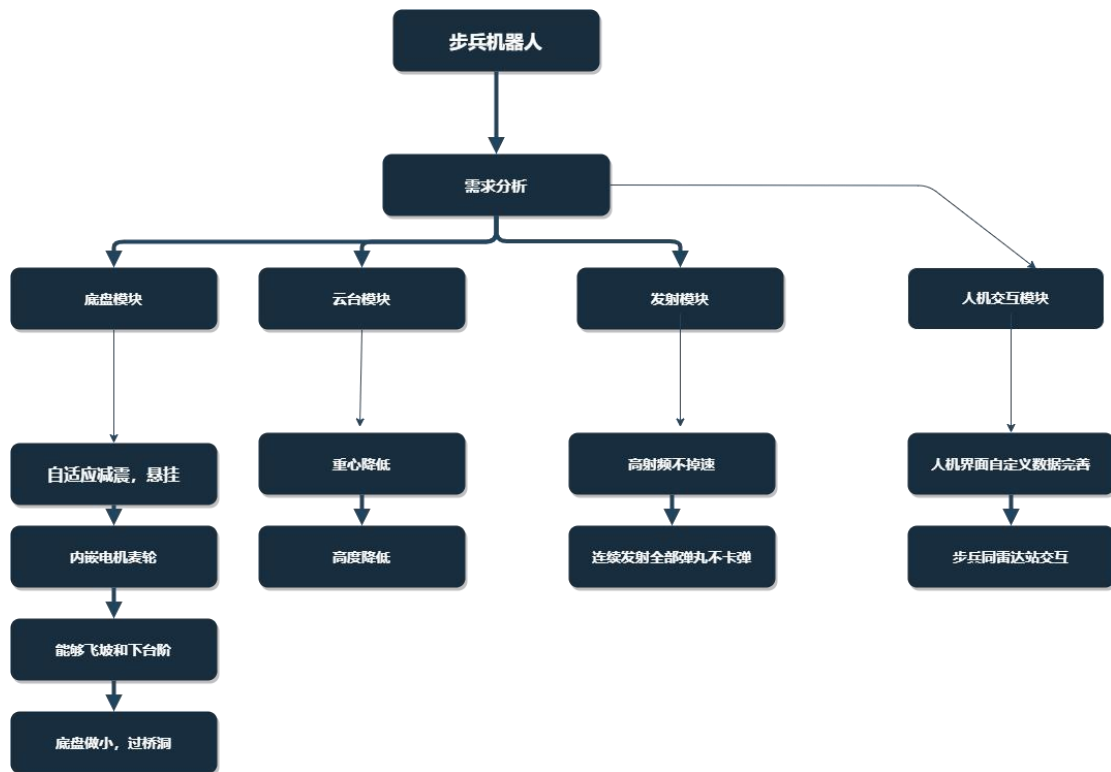 步兵机器人
需求分析
底盘模块
云台模块
发射模块
人机交互模块
自适应减震，悬挂
重心降低
高射频不掉速
人机界面自定义数据完善
内嵌电机麦轮
高度降低
连续发射全部弹丸不卡弹
步兵同雷达站交互
能够飞坡和下台阶
底盘做小，过桥洞